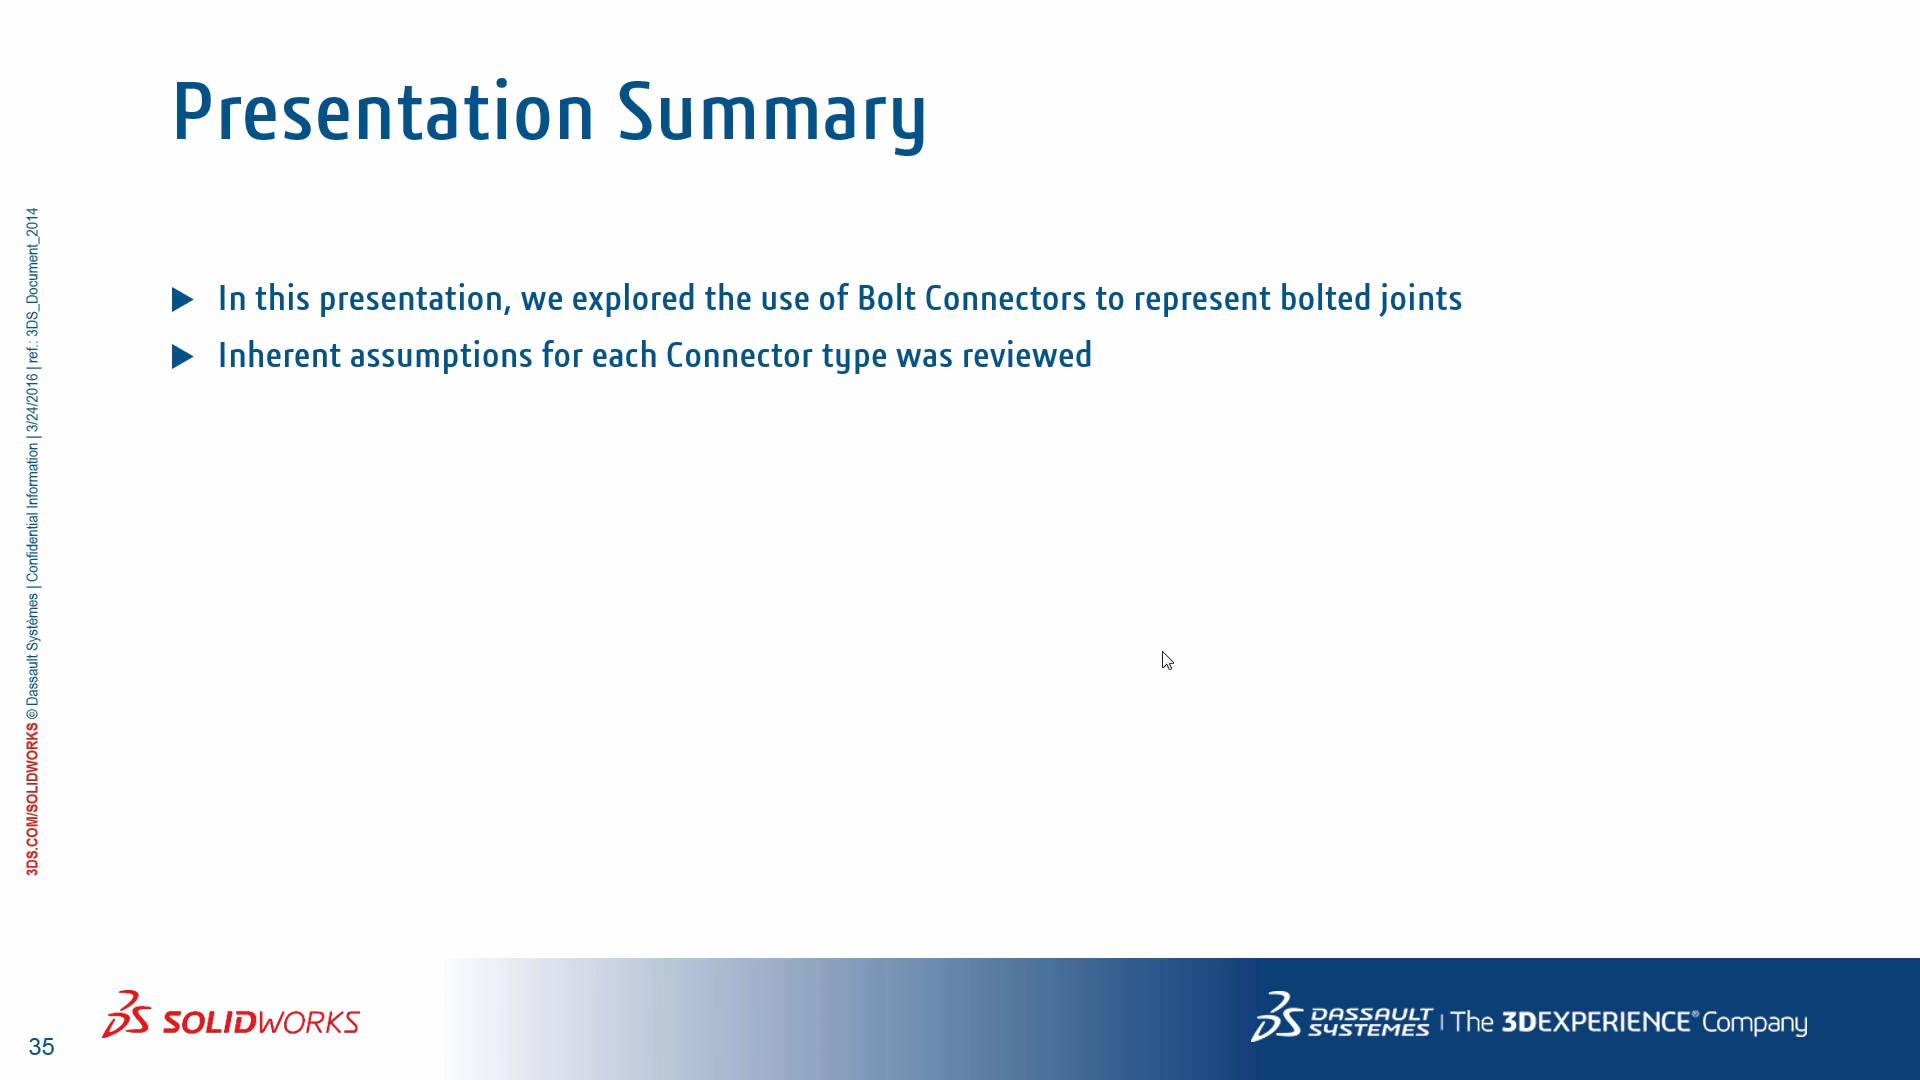 Presentation Summary
In this presentation, we explored the use of Bolt Connectors to represent bolted joints
Inherent assumptions for each Connector type was reviewed
3DS.COM/SOLIDWORKS © Dassault Systèmes | Confidential Information | 3/24/2016 | ref.: 3DS_Document_2014
35
SOLIDWORKS
DASSAULT SYSTEMES | The 3DEXPERIENCE® Company